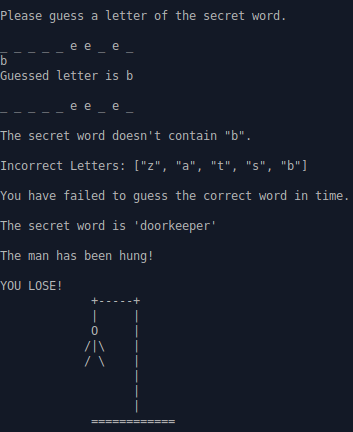 Please guess a letter of the secret word.
_ _ _ _ _ e e _ e _
b
Guessed letter is b
_ _ _ _ _ e e _ e _
The secret word doesn't contain "b".
Incorrect Letters: ["z", "a", "t", "s", "b"]
You have failed to guess the correct word in time.
The secret word is 'doorkeeper'
The man has been hung!
YOU LOSE!
             +-----+
             |     |
             O     |
            /|\    |
            / \    |
                   |
                   |
                   |
             ============